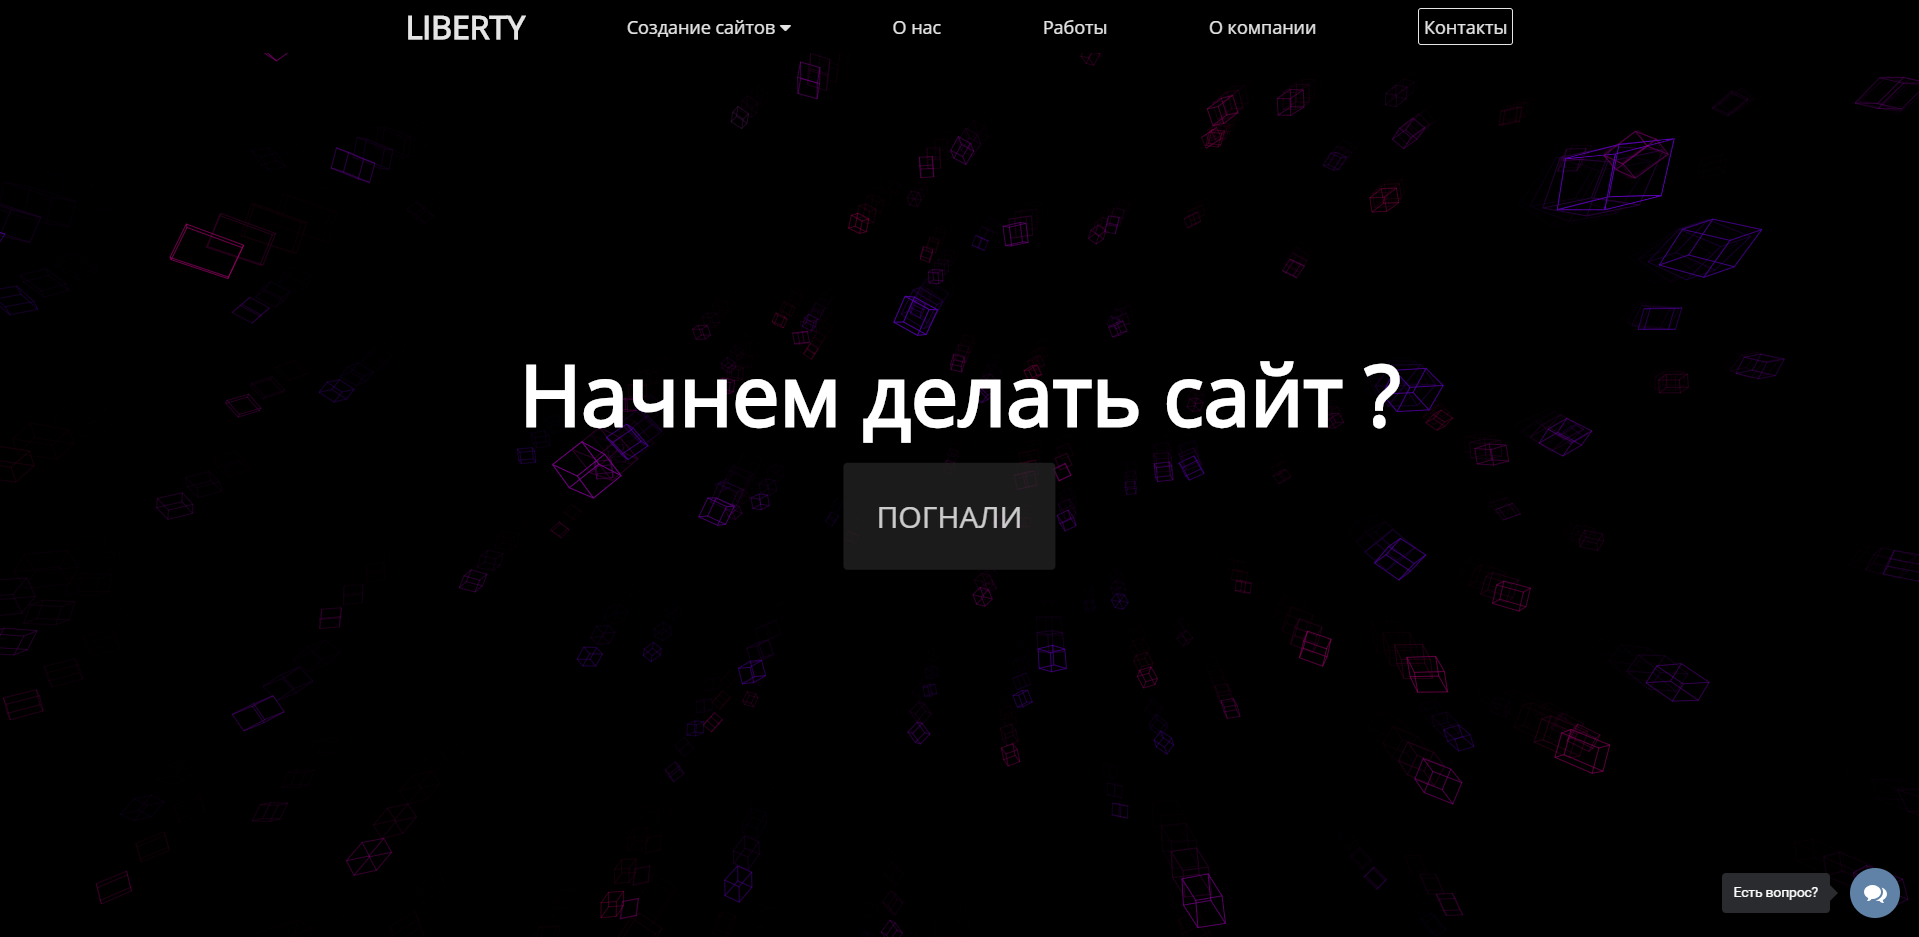 LIBERTY Создание сайтов О нас Работы О компании Контакты
Начнем делать сайт ?
ПОГНАЛИ
Есть вопрос?